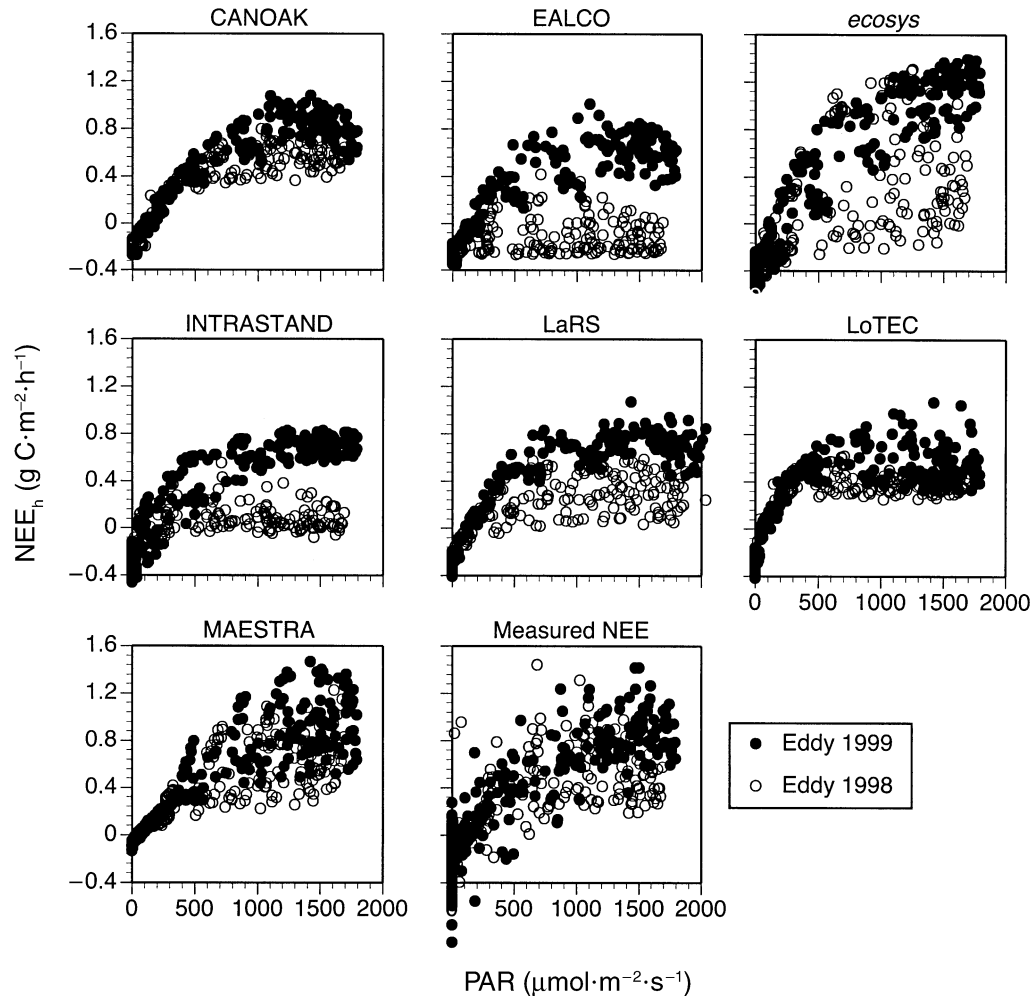 CANOAK EALCO ecosys
1.6
1.2
0.8
0.4
0
−0.4
INTRASTAND LaRS LoTEC
1.6
1.2
0.8
0.4
0
−0.4
0 500 1000 1500 2000
MAESTRA Measured NEE
1.6
1.2
0.8
0.4
0
−0.4
0 500 1000 1500 2000 0 500 1000 1500 2000
NEEh (g C·m−2·h−1)
PAR (μmol·m−2·s−1)
Eddy 1999
Eddy 1998